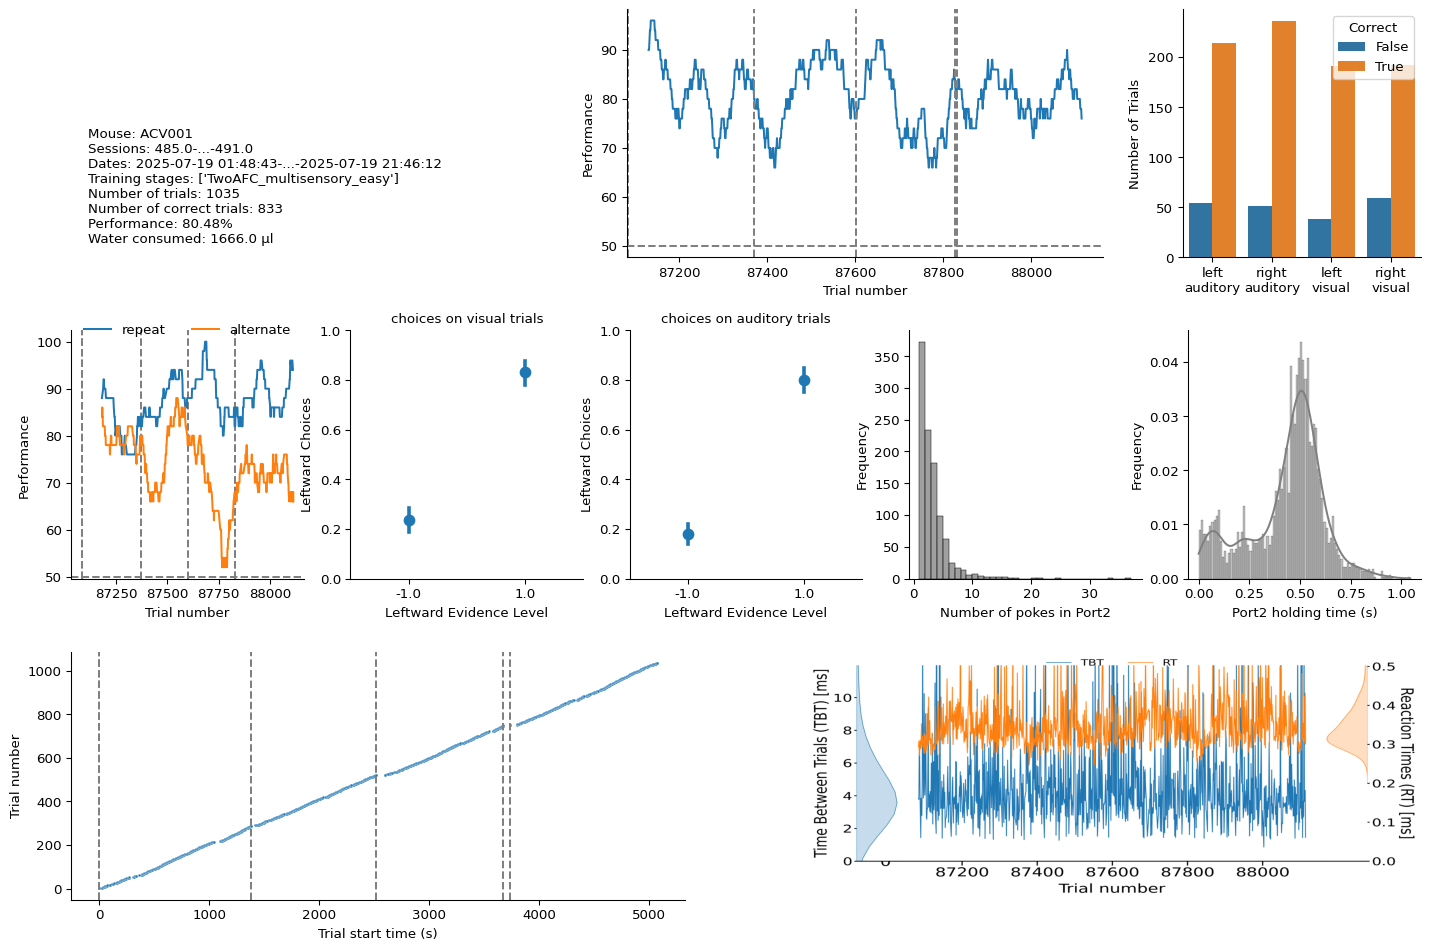 Mouse: ACV001
Sessions: 485.0-...-491.0
Dates: 2025-07-19 01:48:43-...-2025-07-19 21:46:12
Training stages: ['TwoAFC_multisensory_easy']
Number of trials: 1035
Number of correct trials: 833
Performance: 80.48%
Water consumed: 1666.0 µl
Performance
90
80
70
60
50
87200 87400 87600 87800 88000
Trial number
Number of Trials
200
150
100
50
0
Correct
False
True
left auditory
right auditory
left visual
right visual
repeat
alternate
Performance
100
90
80
70
60
50
87250 87500 87750 88000
Trial number
choices on visual trials
Leftward Choices
1.0
0.8
0.6
0.4
0.2
0.0
-1.0 1.0
Leftward Evidence Level
choices on auditory trials
Leftward Choices
1.0
0.8
0.6
0.4
0.2
0.0
-1.0 1.0
Leftward Evidence Level
Frequency
350
300
250
200
150
100
50
0
0 10 20 30
Number of pokes in Port2
Frequency
0.04
0.03
0.02
0.01
0.00
0.00 0.25 0.50 0.75 1.00
Port2 holding time (s)
Trial number
1000
800
600
400
200
0
0 1000 2000 3000 4000 5000
Trial start time (s)
TBT
RT
Time Between Trials (TBT) [ms]
10
8
6
4
2
0
0
87200 87400 87600 87800 88000
Trial number
0.5
0.4
0.3
0.2
0.1
0.0
Reaction Times (RT) [ms]